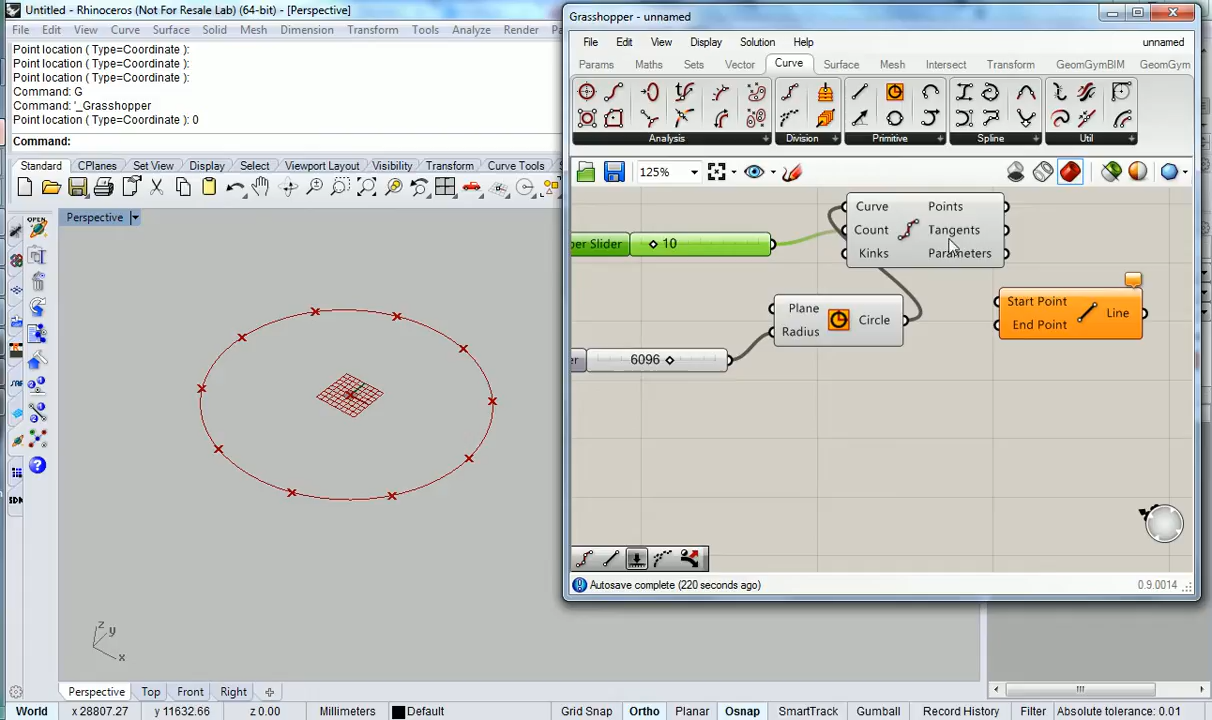 Untitled - Rhinoceros (Not For Resale Lab) (64-bit) - [Perspective]
File Edit View Curve Surface Solid Mesh Dimension Transform Tools Analyze Render
Point location ( Type=Coordinate ):
Point location ( Type=Coordinate ):
Point location ( Type=Coordinate ):
Command: G
Command: '_Grasshopper
Point location ( Type=Coordinate ): 0
Command:
Standard CPlanes Set View Display Select Viewport Layout Visibility Transform Curve Tools
Perspective
z
y
x
Perspective Top Front Right
World x 28807.27 y 11632.66 z 0.00 Millimeters Default Grid Snap Ortho Planar Osnap SmartTrack Gumball Record History Filter Absolute tolerance: 0.01
Grasshopper - unnamed
File Edit View Display Solution Help unnamed
Params Maths Sets Vector Curve Surface Mesh Intersect Transform GeomGymBIM GeomGym
Analysis Division Primitive Spline Util
125%
Curve Points
Count Tangents
Kinks Parameters
ber Slider 10
Plane
Radius
Circle
er 6096
Start Point
End Point
Line
Autosave complete (220 seconds ago) 0.9.0014